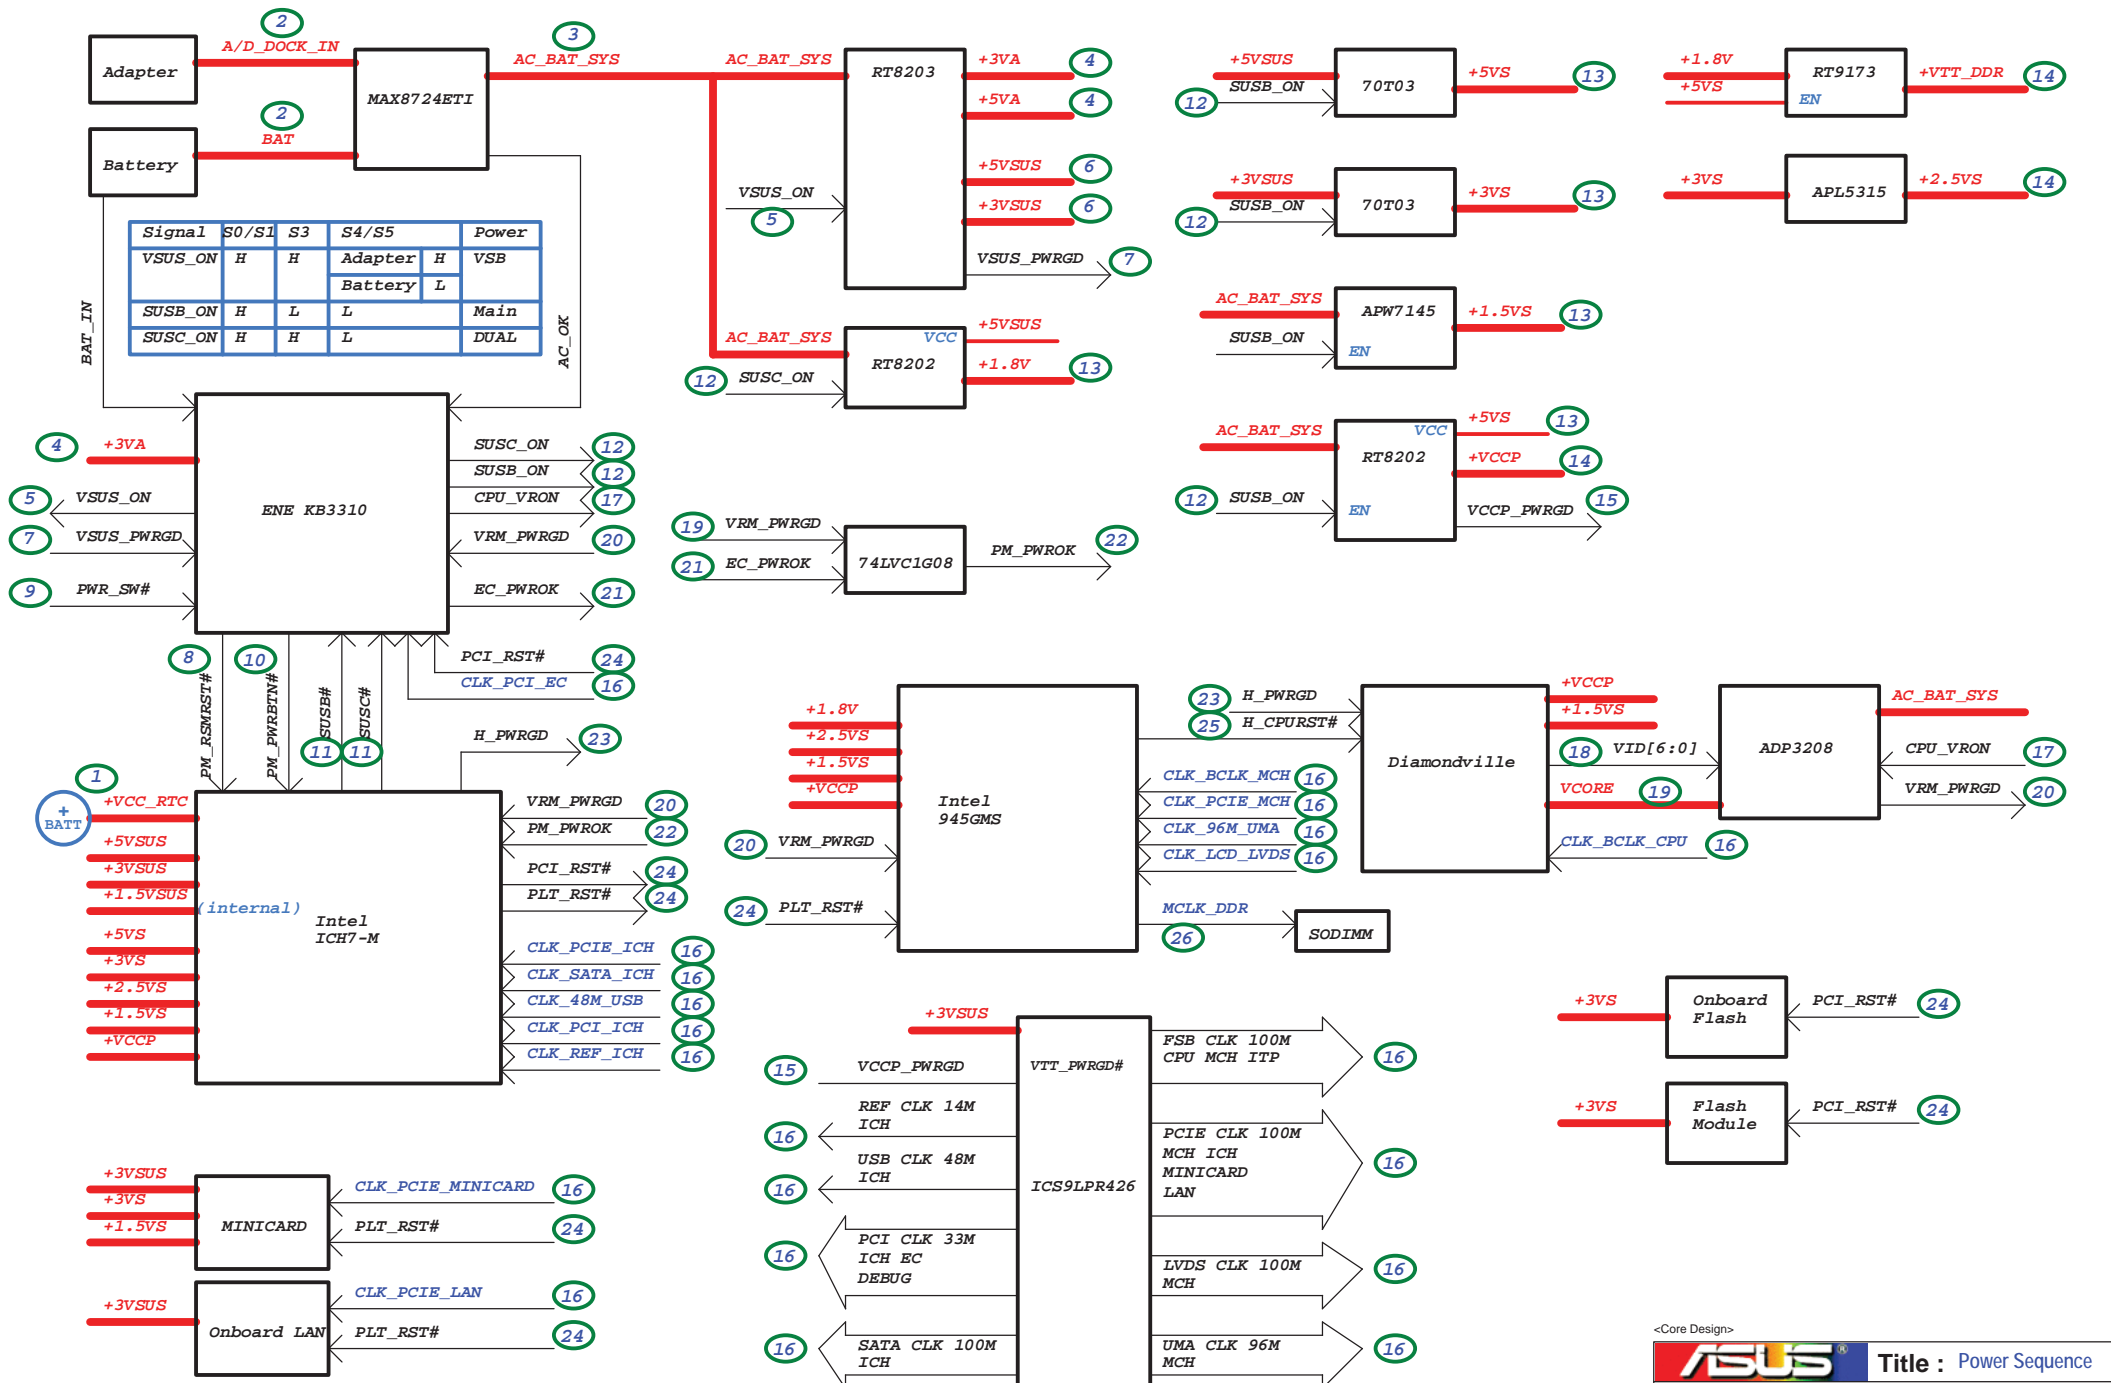 2
A/D_DOCK_IN
Adapter
2
BAT
Battery
MAX8724ETI
3
AC_BAT_SYS
AC_BAT_SYS
RT8203
+3VA 4
+5VA 4
+5VSUS 6
+3VSUS 6
VSUS_ON
5
VSUS_PWRGD 7
+5VSUS
12 SUSB_ON
70T03
+5VS 13
+1.8V
+5VS
RT9173
EN
+VTT_DDR 14
+3VSUS
12 SUSB_ON
70T03
+3VS 13
+3VS
APL5315
+2.5VS 14
Signal S0/S1 S3 S4/S5 Power
VSUS_ON H H Adapter H VSB
Battery L
SUSB_ON H L L Main
SUSC_ON H H L DUAL
BAT_IN
AC_OK
AC_BAT_SYS
12 SUSC_ON
VCC
RT8202
+5VSUS
+1.8V 13
AC_BAT_SYS
SUSB_ON
APW7145
EN
+1.5VS 13
AC_BAT_SYS
12 SUSB_ON
VCC
RT8202
EN
+5VS 13
+VCCP 14
VCCP_PWRGD 15
4 +3VA
5 VSUS_ON
7 VSUS_PWRGD
9 PWR_SW#
ENE KB3310
SUSC_ON 12
SUSB_ON 12
CPU_VRON 17
VRM_PWRGD 20
EC_PWROK 21
19 VRM_PWRGD
21 EC_PWROK
74LVC1G08
PM_PWROK 22
8 PM_RSMRST#
10 PM_PWRBTN#
11 SUSB#
11 SUSC#
PCI_RST# 24
CLK_PCI_EC 16
H_PWRGD 23
1
+
BATT
+VCC_RTC
+5VSUS
+3VSUS
+1.5VSUS
(internal)
+5VS
+3VS
+2.5VS
+1.5VS
+VCCP
Intel
ICH7-M
VRM_PWRGD 20
PM_PWROK 22
PCI_RST# 24
PLT_RST# 24
CLK_PCIE_ICH 16
CLK_SATA_ICH 16
CLK_48M_USB 16
CLK_PCI_ICH 16
CLK_REF_ICH 16
+1.8V
+2.5VS
+1.5VS
+VCCP
20 VRM_PWRGD
24 PLT_RST#
Intel
945GMS
23 H_PWRGD
25 H_CPURST#
CLK_BCLK_MCH 16
CLK_PCIE_MCH 16
CLK_96M_UMA 16
CLK_LCD_LVDS 16
MCLK_DDR
26
SODIMM
Diamondville
+VCCP
+1.5VS
18 VID[6:0]
VCORE 19
CLK_BCLK_CPU 16
ADP3208
AC_BAT_SYS
CPU_VRON 17
VRM_PWRGD 20
+3VS
Onboard
Flash
PCI_RST# 24
+3VS
Flash
Module
PCI_RST# 24
+3VSUS
15 VCCP_PWRGD
VTT_PWRGD#
ICS9LPR426
REF CLK 14M
ICH
16
USB CLK 48M
ICH
16
PCI CLK 33M
ICH EC
DEBUG
16
SATA CLK 100M
ICH
16
FSB CLK 100M
CPU MCH ITP
16
PCIE CLK 100M
MCH ICH
MINICARD
LAN
16
LVDS CLK 100M
MCH
16
UMA CLK 96M
MCH
16
+3VSUS
+3VS
+1.5VS
MINICARD
CLK_PCIE_MINICARD 16
PLT_RST# 24
+3VSUS
Onboard LAN
CLK_PCIE_LAN 16
PLT_RST# 24
<Core Design>
ASUS®
Title : Power Sequence